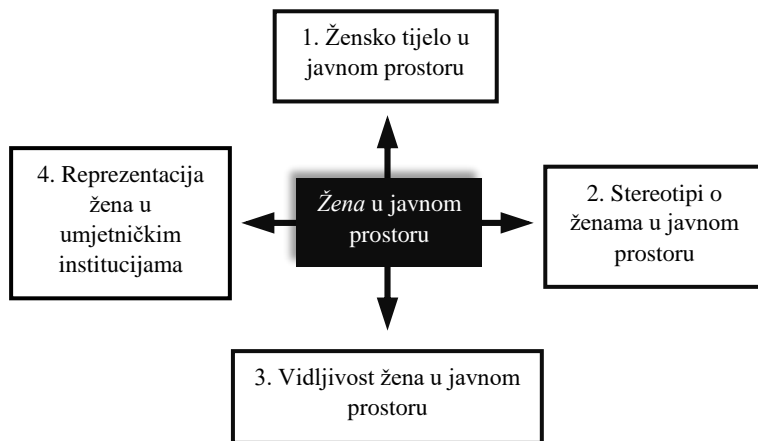 1. Žensko tijelo u
javnom prostoru
4. Reprezentacija
žena u
umjetničkim
institucijama
Žena u javnom
prostoru
2. Stereotipi o
ženama u javnom
prostoru
3. Vidljivost žena u javnom
prostoru